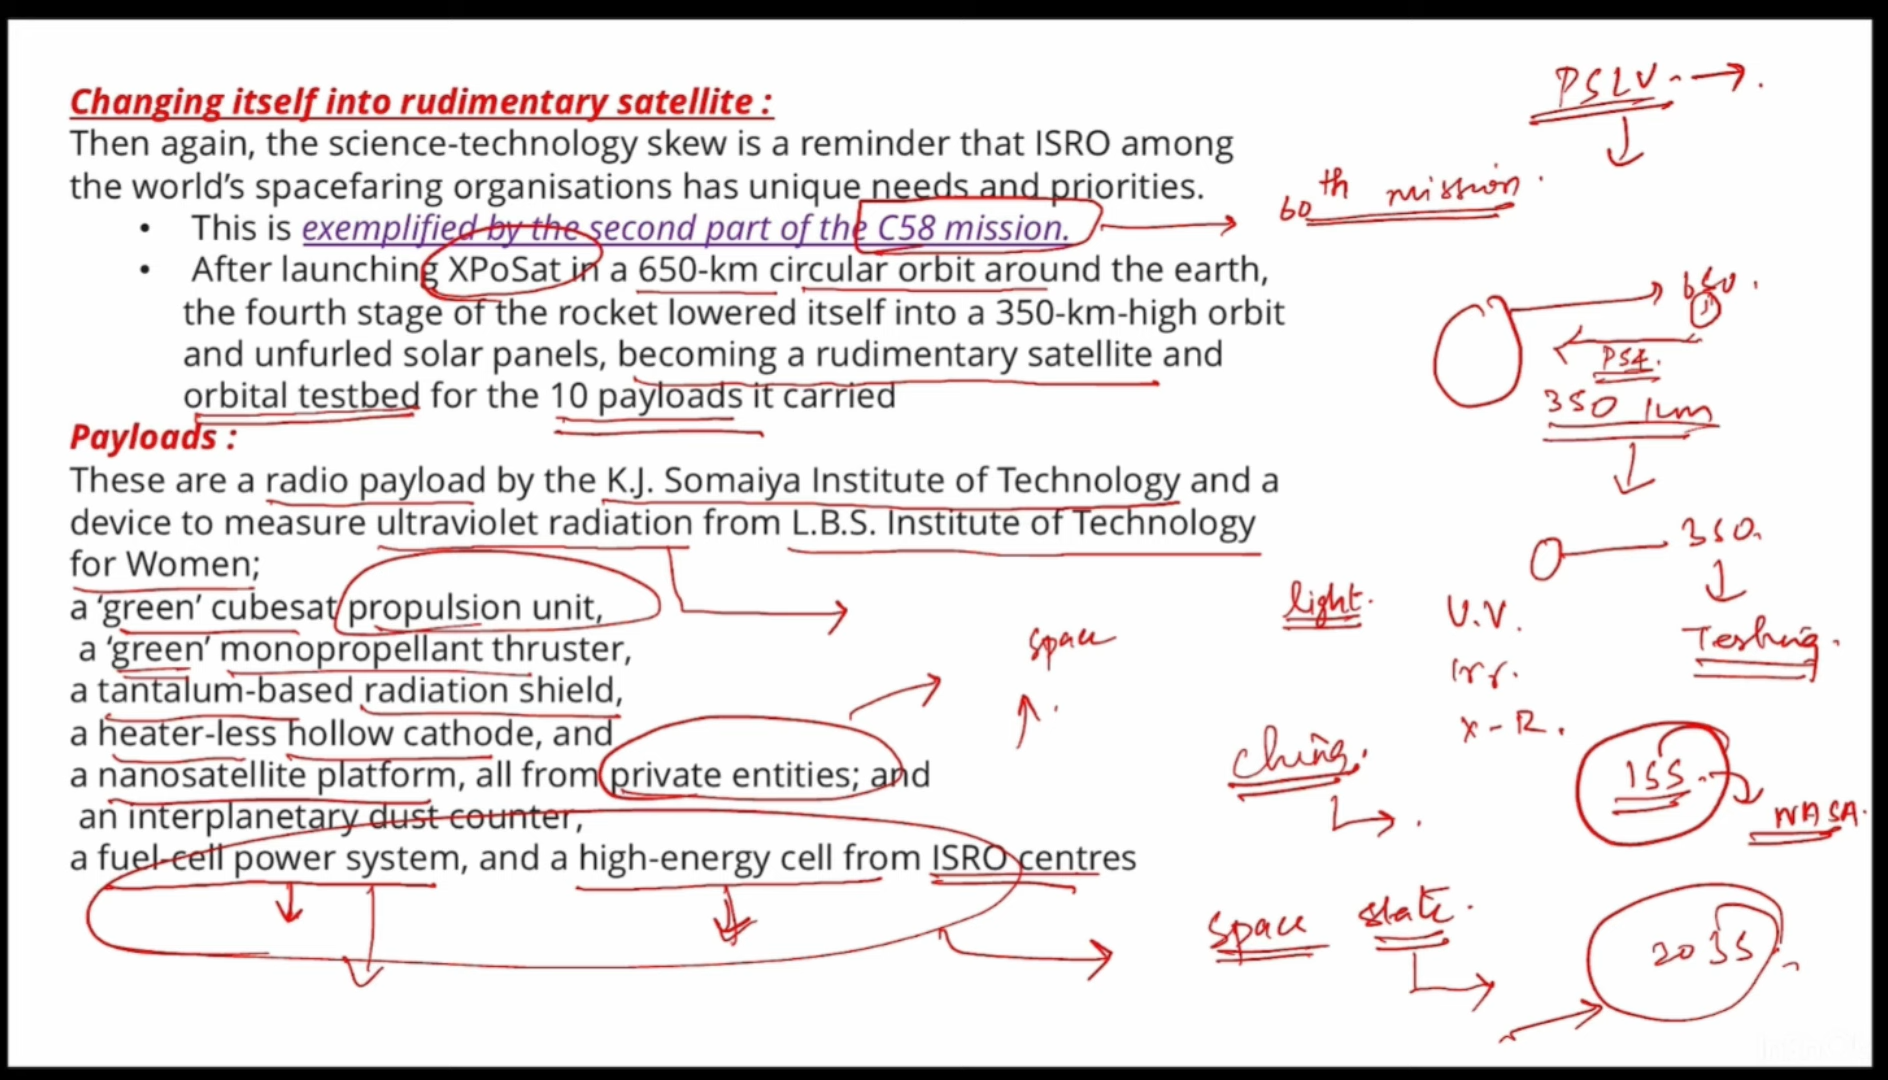 Changing itself into rudimentary satellite :
Then again, the science-technology skew is a reminder that ISRO among
the world's spacefaring organisations has unique needs and priorities.
• This is exemplified by the second part of the C58 mission.
• After launching XPoSat in a 650-km circular orbit around the earth,
the fourth stage of the rocket lowered itself into a 350-km-high orbit
and unfurled solar panels, becoming a rudimentary satellite and
orbital testbed for the 10 payloads it carried
Payloads :
These are a radio payload by the K.J. Somaiya Institute of Technology and a
device to measure ultraviolet radiation from L.B.S. Institute of Technology
for Women;
a 'green' cubesat propulsion unit,
a 'green' monopropellant thruster,
a tantalum-based radiation shield,
a heater-less hollow cathode, and
a nanosatellite platform, all from private entities; and
an interplanetary dust counter,
a fuel-cell power system, and a high-energy cell from ISRO centres
PSLV
60th mission.
650.
PS4.
350 km
350.
Testing.
light.
U.V.
Irr.
X-R.
space
China.
ISS.
NASA.
Space
2035